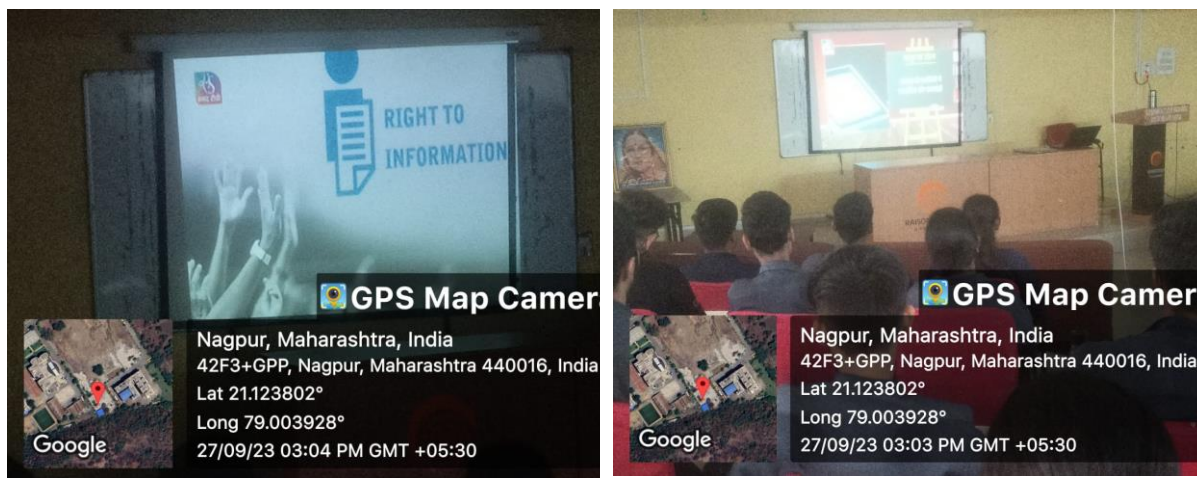 RIGHT TO
INFORMATION
GPS Map Camer
Nagpur, Maharashtra, India
42F3+GPP, Nagpur, Maharashtra 440016, India
Lat 21.123802°
Long 79.003928°
27/09/23 03:04 PM GMT +05:30
Google
GPS Map Camer
Nagpur, Maharashtra, India
42F3+GPP, Nagpur, Maharashtra 440016, India
Lat 21.123802°
Long 79.003928°
27/09/23 03:03 PM GMT +05:30
Google